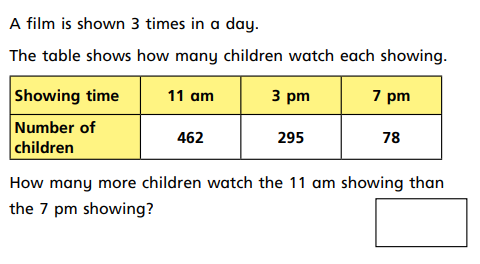 A film is shown 3 times in a day.
The table shows how many children watch each showing.
Showing time 11 am 3 pm 7 pm
Number of children 462 295 78
How many more children watch the 11 am showing than
the 7 pm showing?